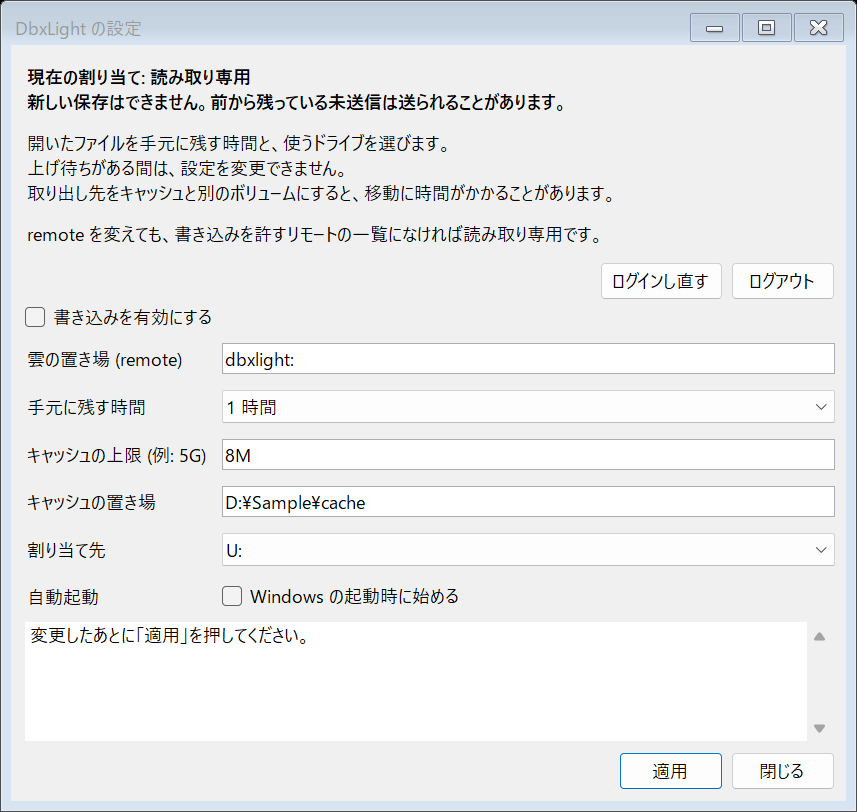 DbxLight の設定
現在の割り当て: 読み取り専用
新しい保存はできません。前から残っている未送信は送られることがあります。
開いたファイルを手元に残す時間と、使うドライブを選びます。
上げ待ちがある間は、設定を変更できません。
取り出し先をキャッシュと別のボリュームにすると、移動に時間がかかることがあります。
remote を変えても、書き込みを許すリモートの一覧になければ読み取り専用です。
ログインし直す ログアウト
書き込みを有効にする
雲の置き場 (remote) dbxlight:
手元に残す時間 1 時間
キャッシュの上限 (例: 5G) 8M
キャッシュの置き場 D:¥Sample¥cache
割り当て先 U:
自動起動 Windows の起動時に始める
変更したあとに「適用」を押してください。
適用 閉じる